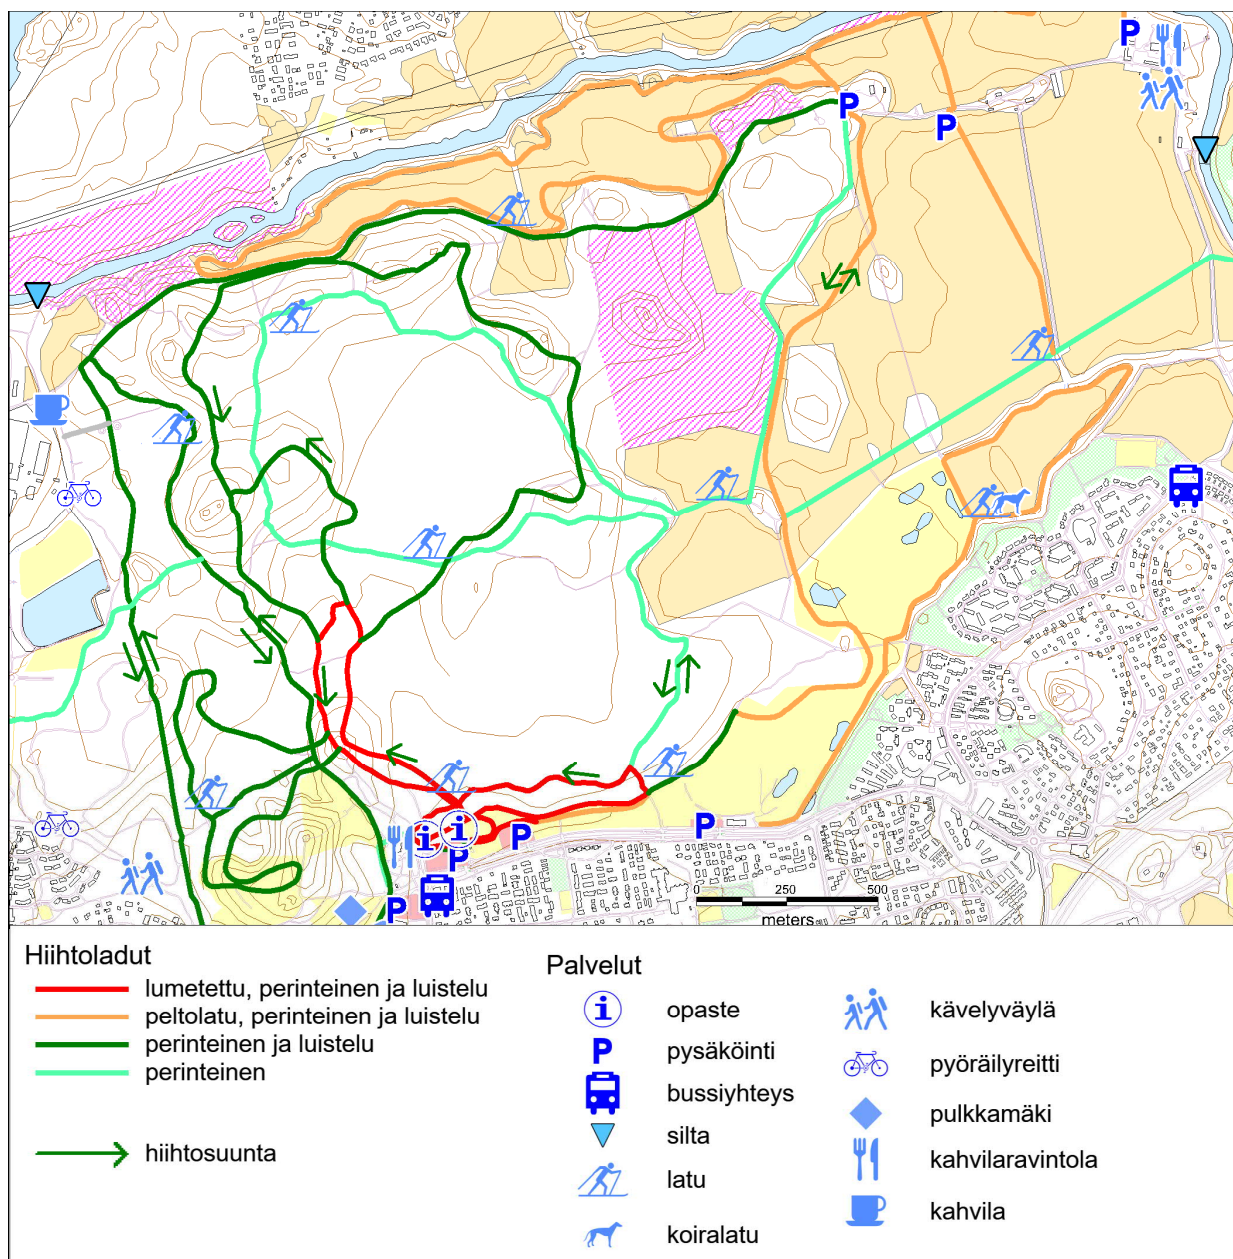 P
P
P
P
P
P
P
i
i
0
250
500
meters
Hiihtoladut
lumetettu, perinteinen ja luistelu
peltolatu, perinteinen ja luistelu
perinteinen ja luistelu
perinteinen
hiihtosuunta
Palvelut
i opaste
P pysäköinti
bussiyhteys
silta
latu
koiralatu
kävelyväylä
pyöräilyreitti
pulkkamäki
kahvilaravintola
kahvila